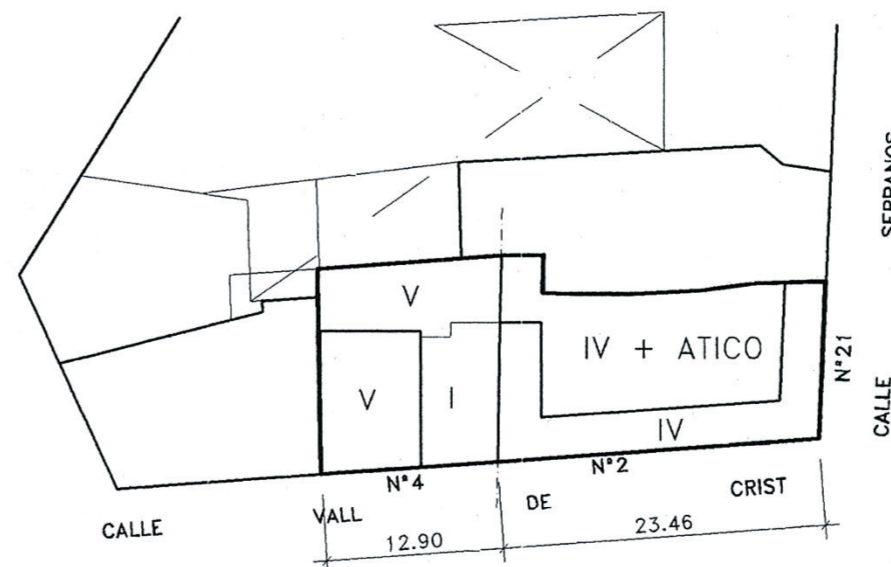 SERRANOS
V
IV + ATICO
N°21
V
I
IV
CALLE
N°4
N°2
CALLE VALL DE CRIST
12.90
23.46